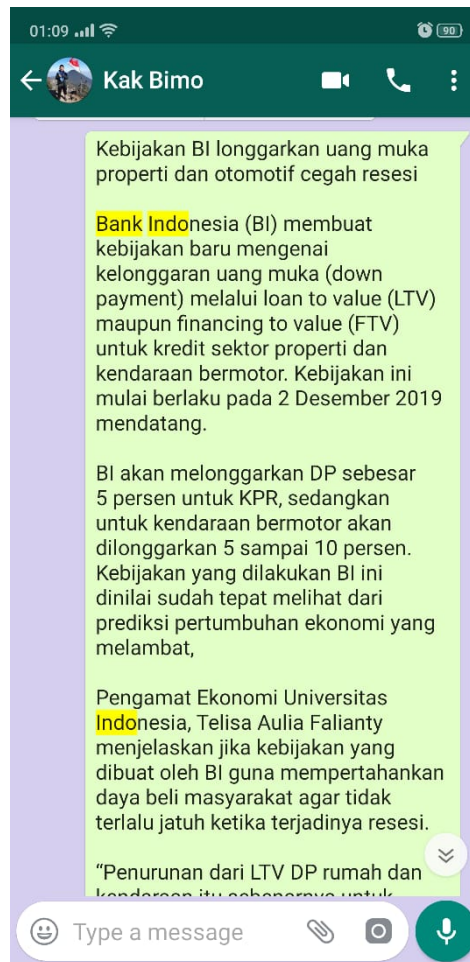 01:09
90
Kak Bimo
Kebijakan BI longgarkan uang muka
properti dan otomotif cegah resesi
Bank Indonesia (BI) membuat
kebijakan baru mengenai
kelonggaran uang muka (down
payment) melalui loan to value (LTV)
maupun financing to value (FTV)
untuk kredit sektor properti dan
kendaraan bermotor. Kebijakan ini
mulai berlaku pada 2 Desember 2019
mendatang.
BI akan melonggarkan DP sebesar
5 persen untuk KPR, sedangkan
untuk kendaraan bermotor akan
dilonggarkan 5 sampai 10 persen.
Kebijakan yang dilakukan BI ini
dinilai sudah tepat melihat dari
prediksi pertumbuhan ekonomi yang
melambat,
Pengamat Ekonomi Universitas
Indonesia, Telisa Aulia Falianty
menjelaskan jika kebijakan yang
dibuat oleh BI guna mempertahankan
daya beli masyarakat agar tidak
terlalu jatuh ketika terjadinya resesi.
“Penurunan dari LTV DP rumah dan
kendaraan itu sebenarnya untuk
Type a message